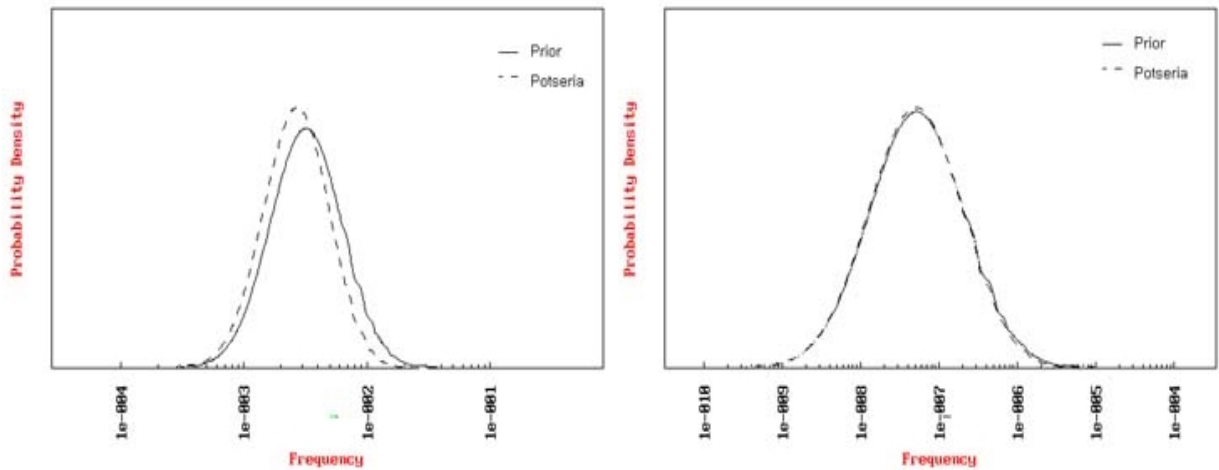 Prior
Potseria
Probability Density
1e-004
1e-003
1e-002
1e-001
Frequency
Prior
Potseria
Probability Density
1e-010
1e-009
1e-008
1e-007
1e-006
1e-005
1e-004
Frequency